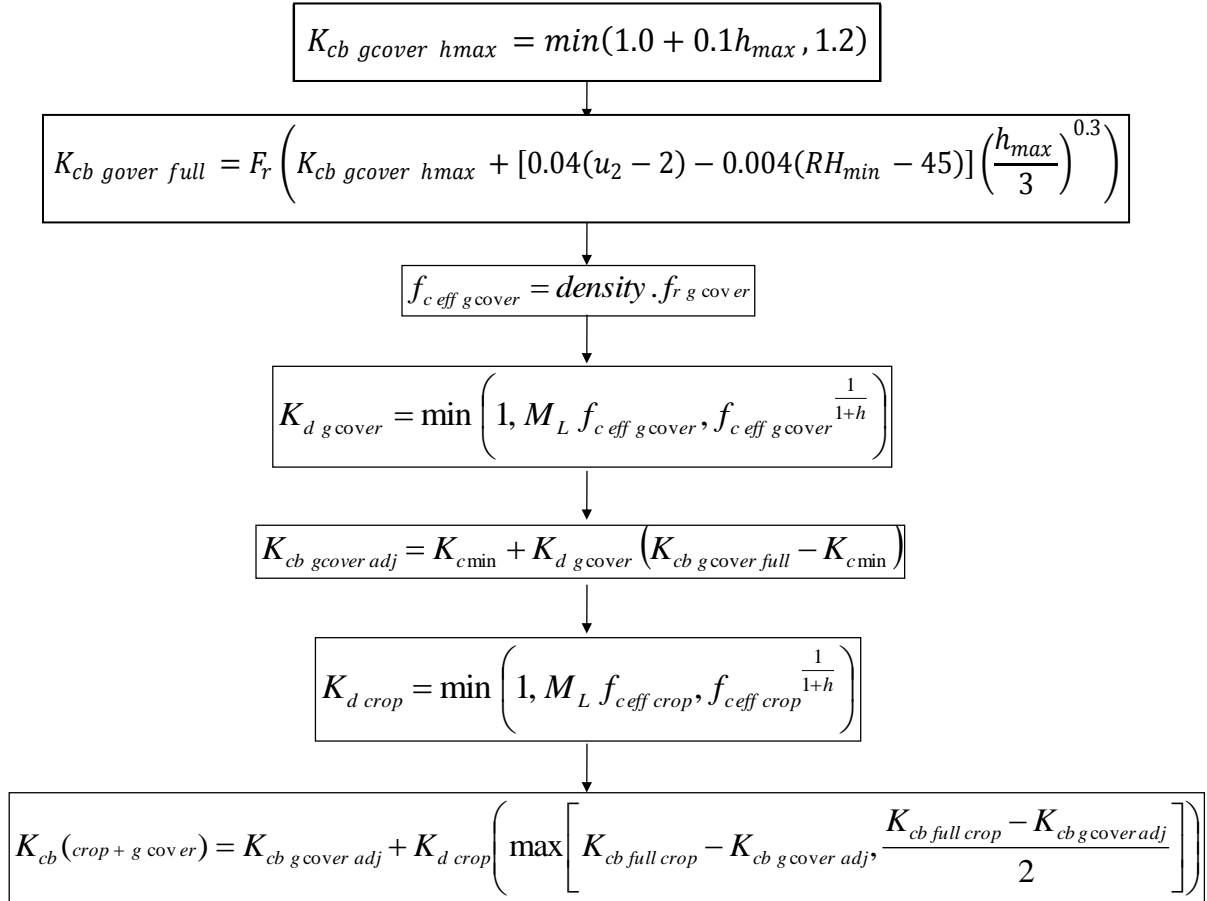 K_{cb gcover hmax} = min(1.0 + 0.1h_{max}, 1.2)
K_{cb gover full} = F_r (K_{cb gcover hmax} + [0.04(u_2 − 2) − 0.004(RH_{min} − 45)] (h_{max}/3)^{0.3})
f_{c eff gcover} = density . f_{r gcover}
K_{d gcover} = min (1, M_L f_{c eff gcover}, f_{c eff gcover}^{1/(1+h)})
K_{cb gcover adj} = K_{c min} + K_{d gcover} (K_{cb gcover full} − K_{c min})
K_{d crop} = min (1, M_L f_{c eff crop}, f_{c eff crop}^{1/(1+h)})
K_{cb} (crop + gcover) = K_{cb gcover adj} + K_{d crop} (max [K_{cb full crop} − K_{cb gcover adj}, (K_{cb full crop} − K_{cb gcover adj})/2])